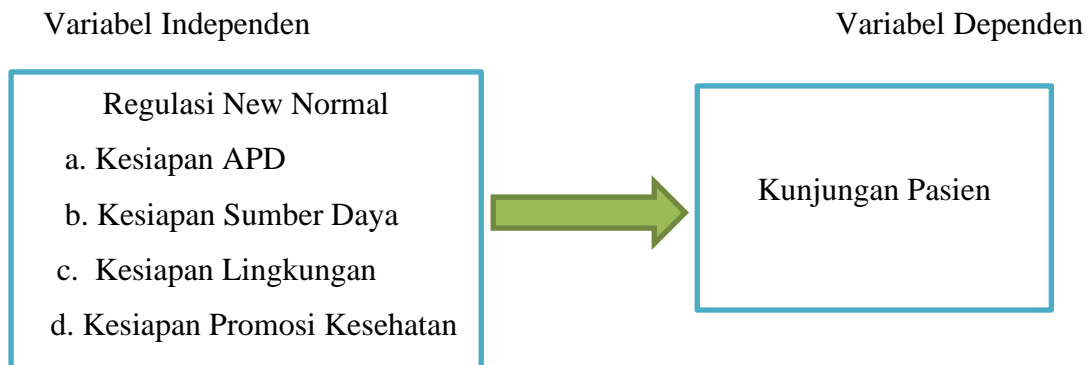 Variabel Independen
Variabel Dependen
Regulasi New Normal
a. Kesiapan APD
b. Kesiapan Sumber Daya
c. Kesiapan Lingkungan
d. Kesiapan Promosi Kesehatan
Kunjungan Pasien